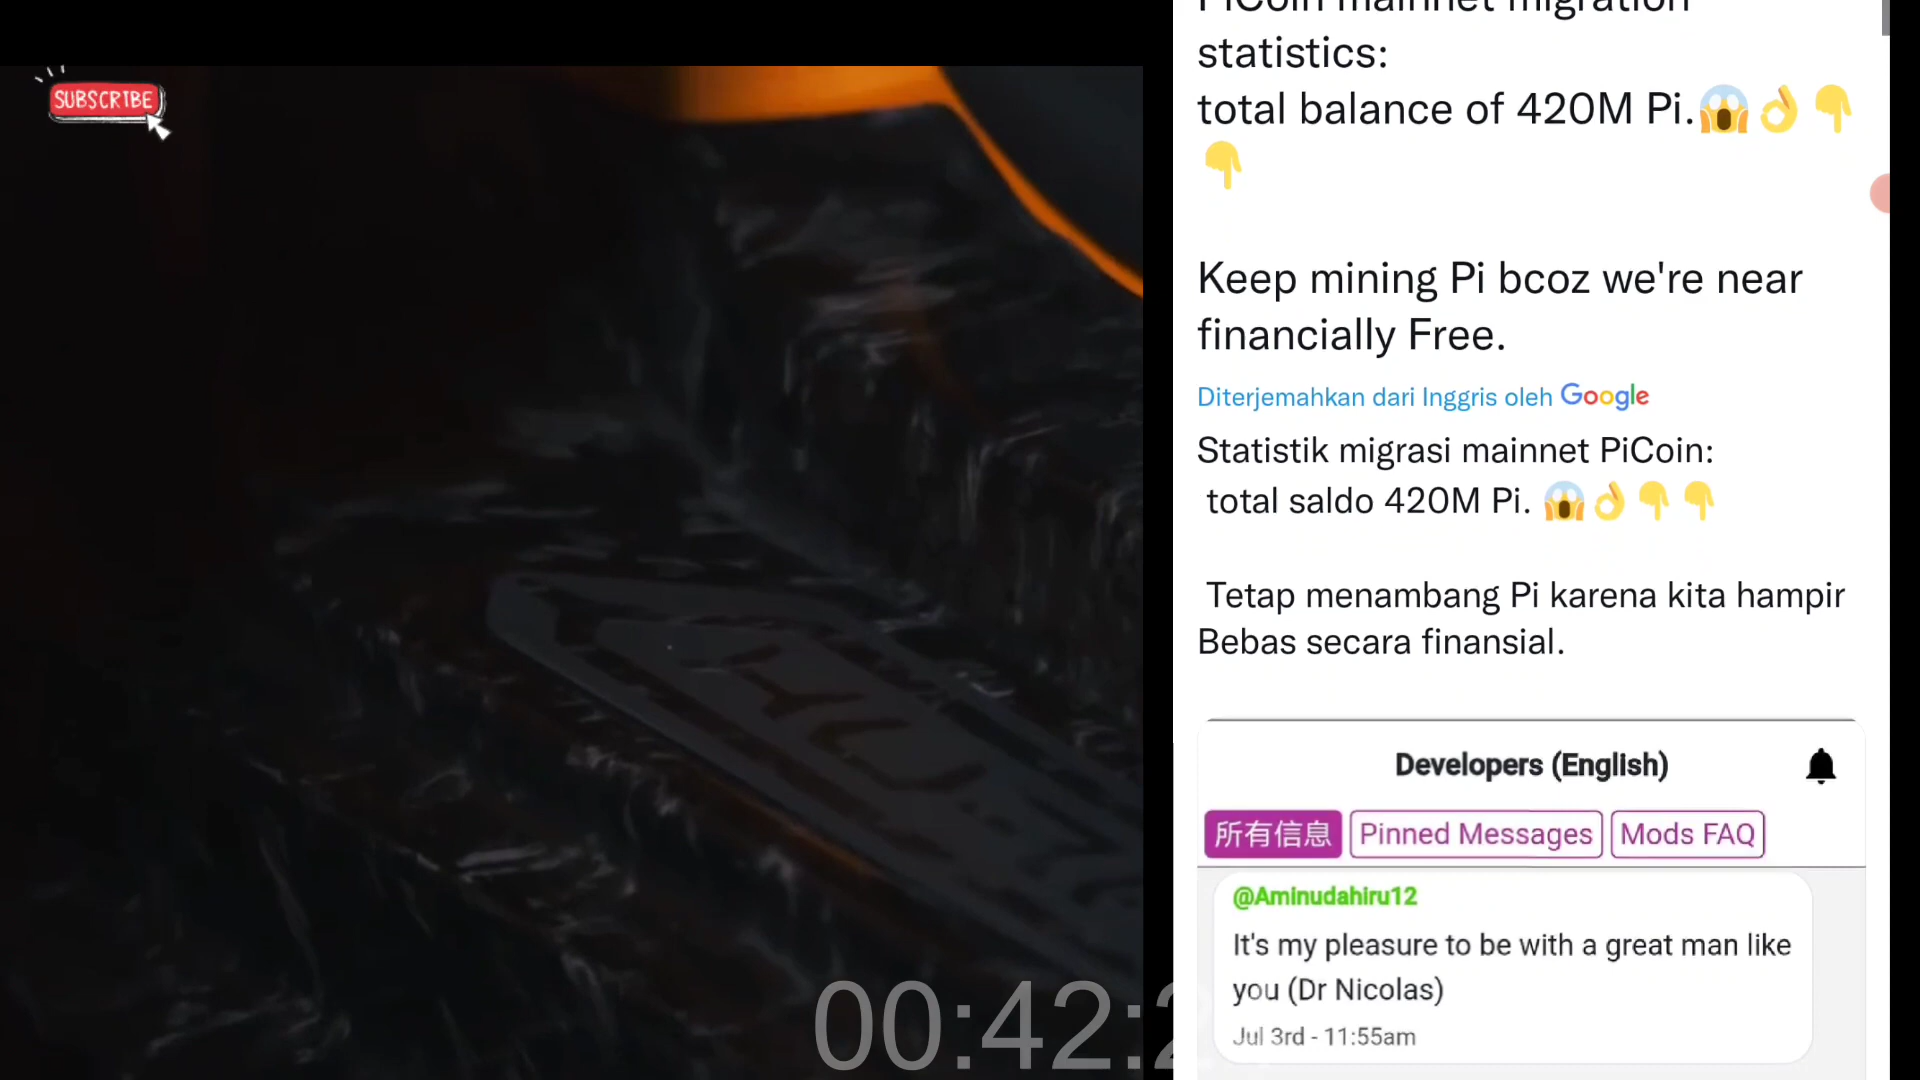 SUBSCRIBE
PiCoin mainnet migration
statistics:
total balance of 420M Pi.😱👌👇
👇
Keep mining Pi bcoz we're near
financially Free.
Diterjemahkan dari Inggris oleh Google
Statistik migrasi mainnet PiCoin:
total saldo 420M Pi. 😱👌👇👇
Tetap menambang Pi karena kita hampir
Bebas secara finansial.
Developers (English)
所有信息 Pinned Messages Mods FAQ
@Aminudahiru12
It's my pleasure to be with a great man like
you (Dr Nicolas)
Jul 3rd - 11:55am
00:42: